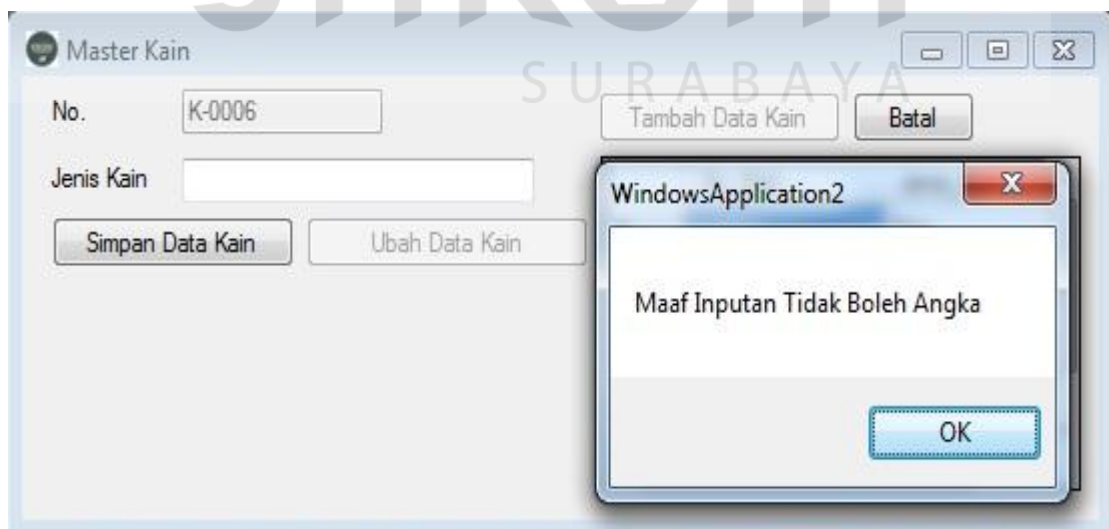 Master Kain
SURABAYA
No.
K-0006
Tambah Data Kain
Batal
Jenis Kain
Simpan Data Kain
Ubah Data Kain
WindowsApplication2
Maaf Inputan Tidak Boleh Angka
OK